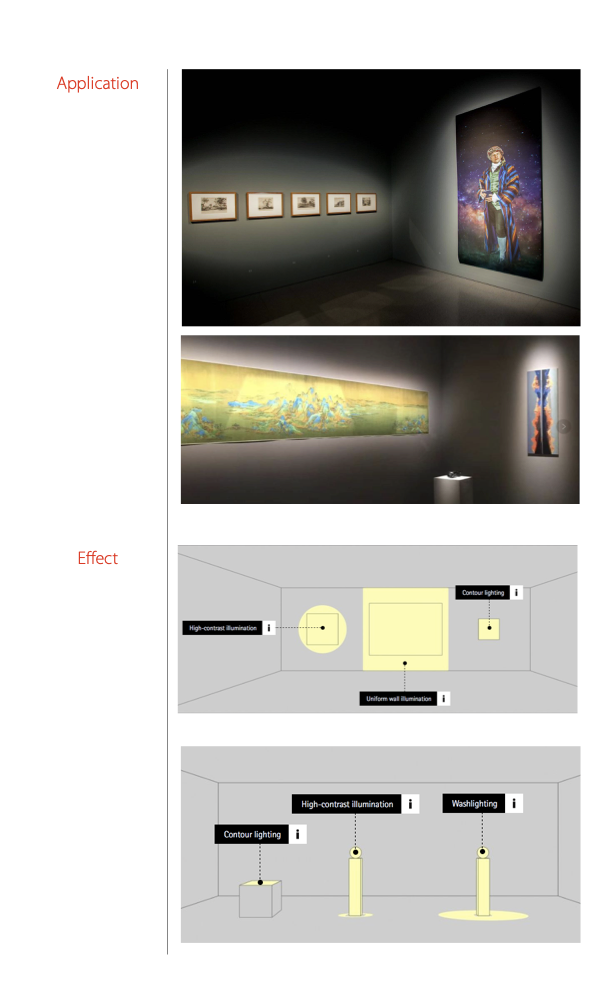 Application
Effect
Contour lighting i
High-contrast illumination i
Uniform wall illumination i
High-contrast illumination i
Washlighting i
Contour lighting i